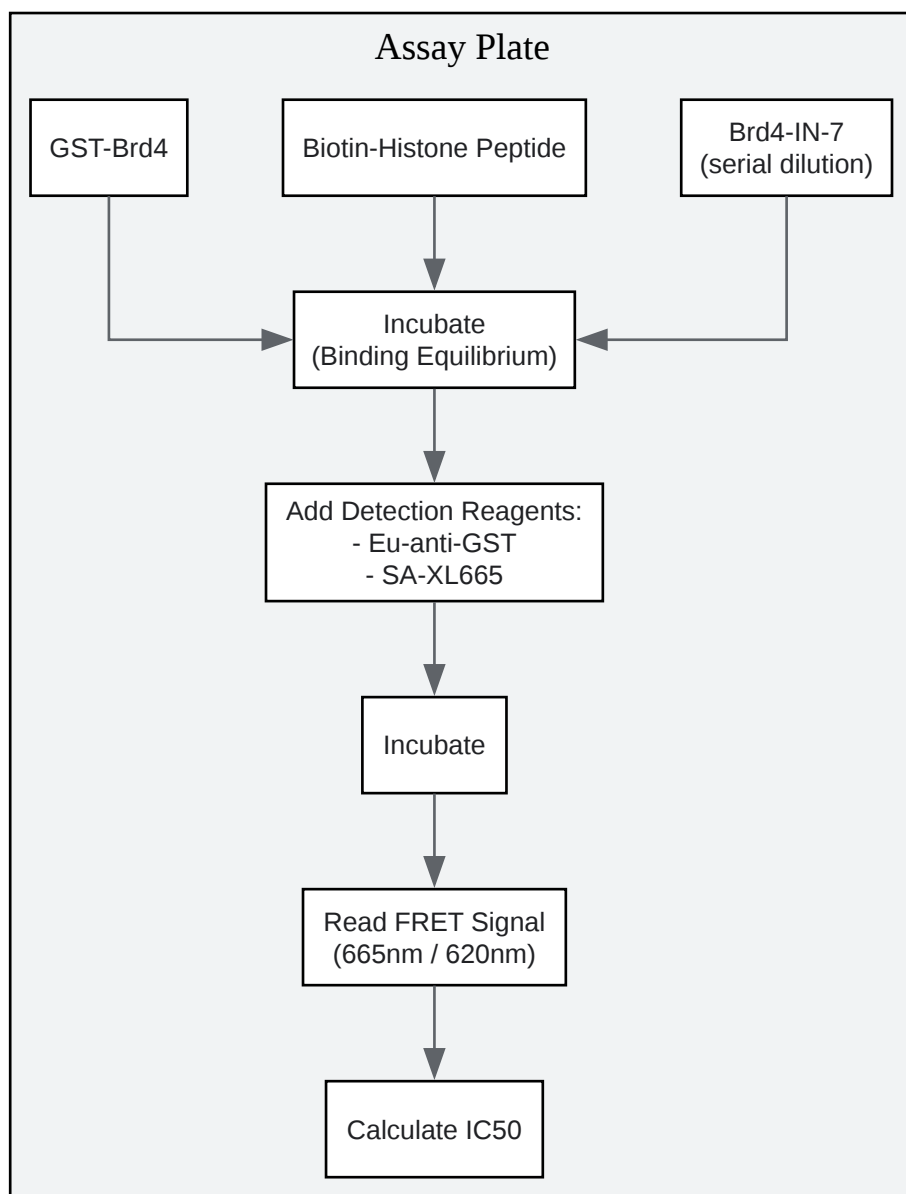 Assay Plate
GST-Brd4
Biotin-Histone Peptide
Brd4-IN-7
(serial dilution)
Incubate
(Binding Equilibrium)
Add Detection Reagents:
- Eu-anti-GST
- SA-XL665
Incubate
Read FRET Signal
(665nm / 620nm)
Calculate IC50